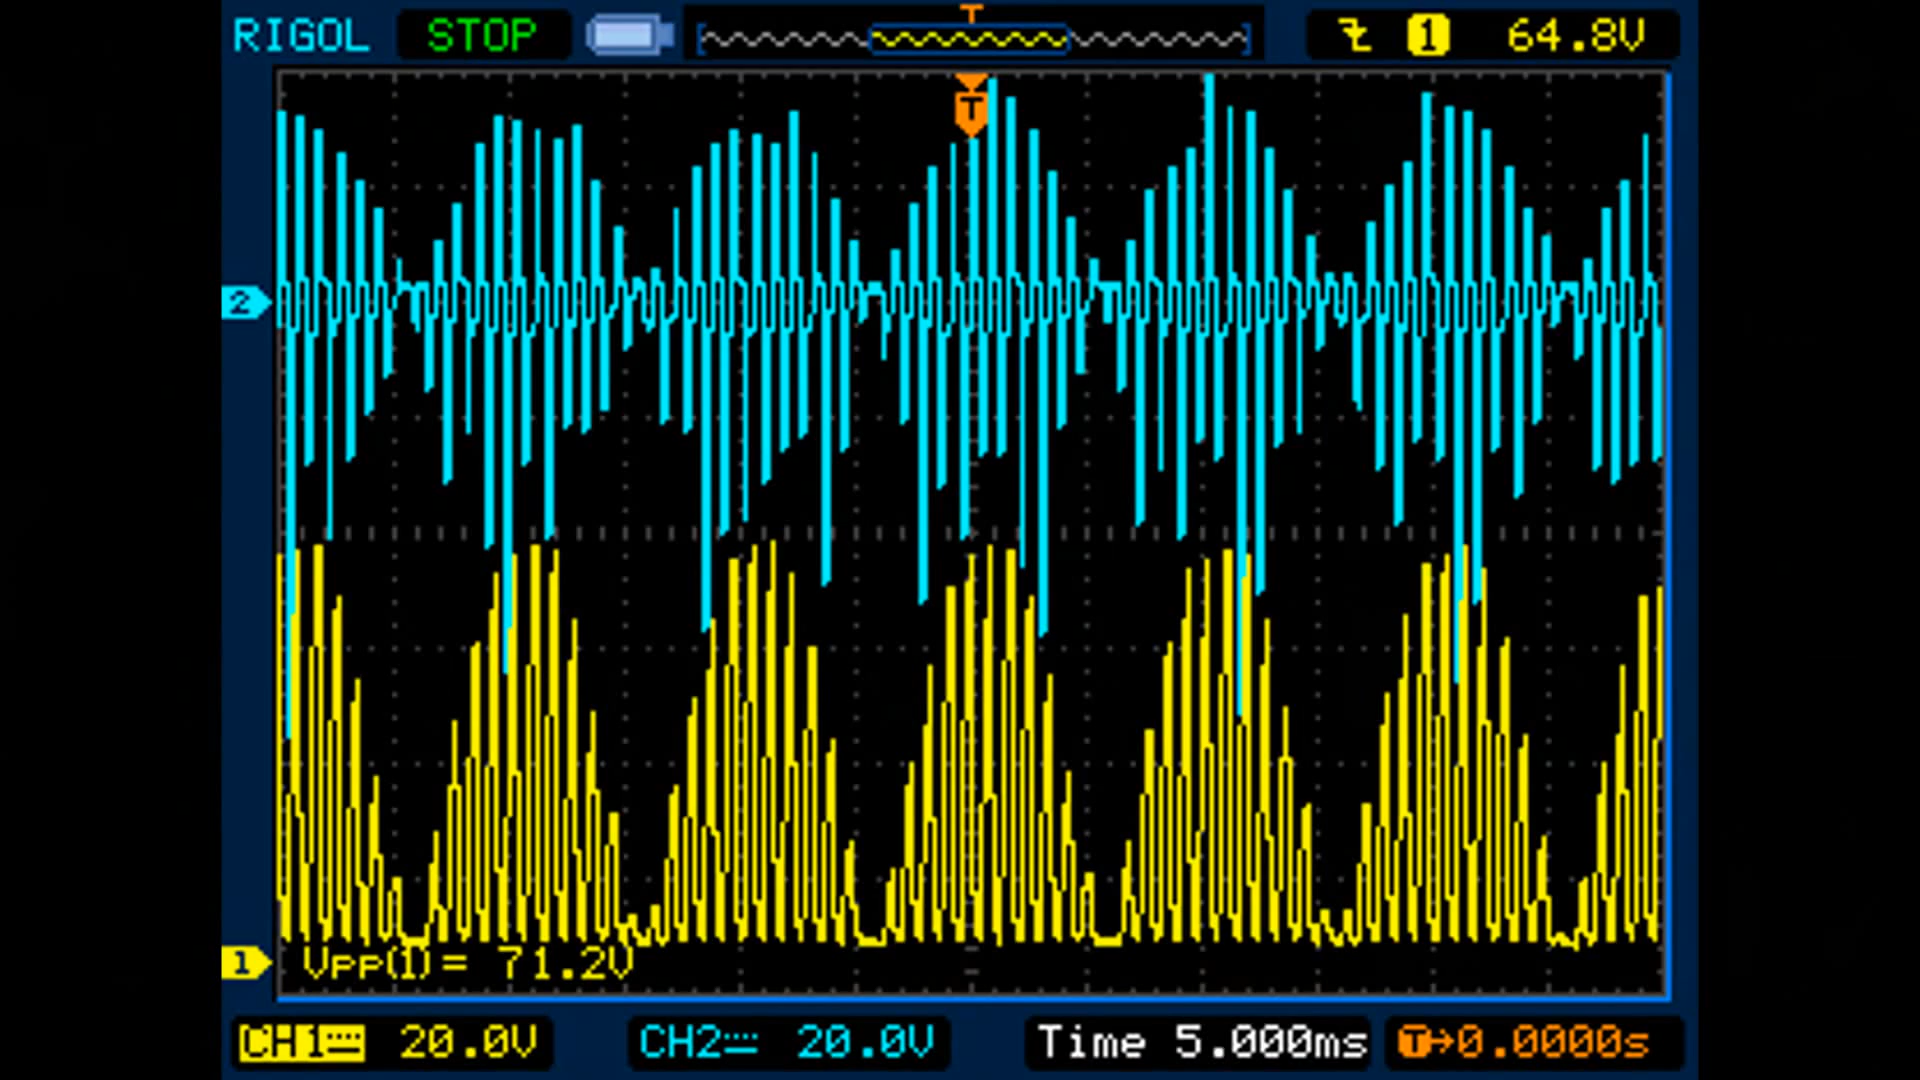 RIGOL STOP T 1 64.8V
T
2
1 Vpp(1)= 71.2V
CH1 20.0V CH2 20.0V Time 5.000ms T→0.0000s